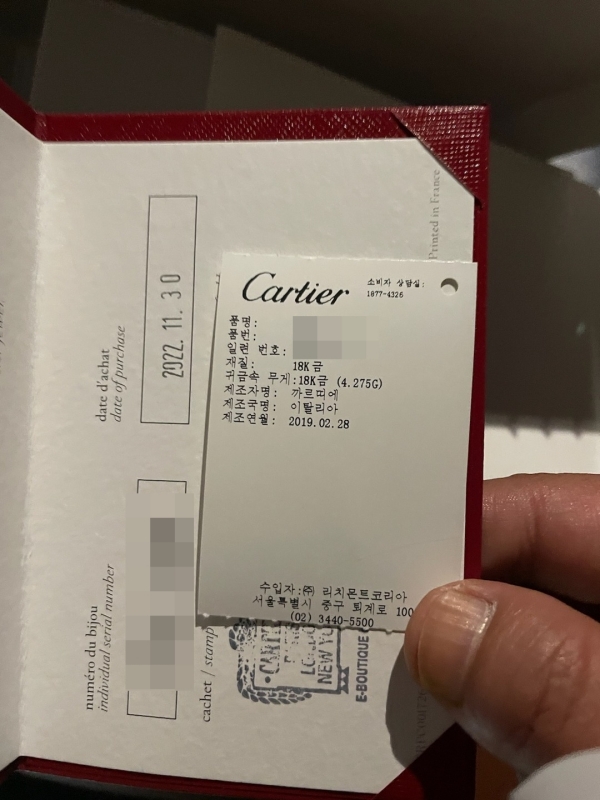 Cartier
소비자 상담실:
1877-4326
품명:
품번:
일련 번호:
재질: 18K금
귀금속 무게:18K금 (4.275G)
제조자명: 까르띠에
제조국명: 이탈리아
제조연월: 2019.02.28
수입자:㈜ 리치몬트코리아
서울특별시 중구 퇴계로 100
(02) 3440-5500
Printed in France
date d'achat
date of purchase
2022. 11. 30
numéro du bijou
individual serial number
cachet / stamp
CARTIER
LONDO
NEW YO
E-BOUTIQUE